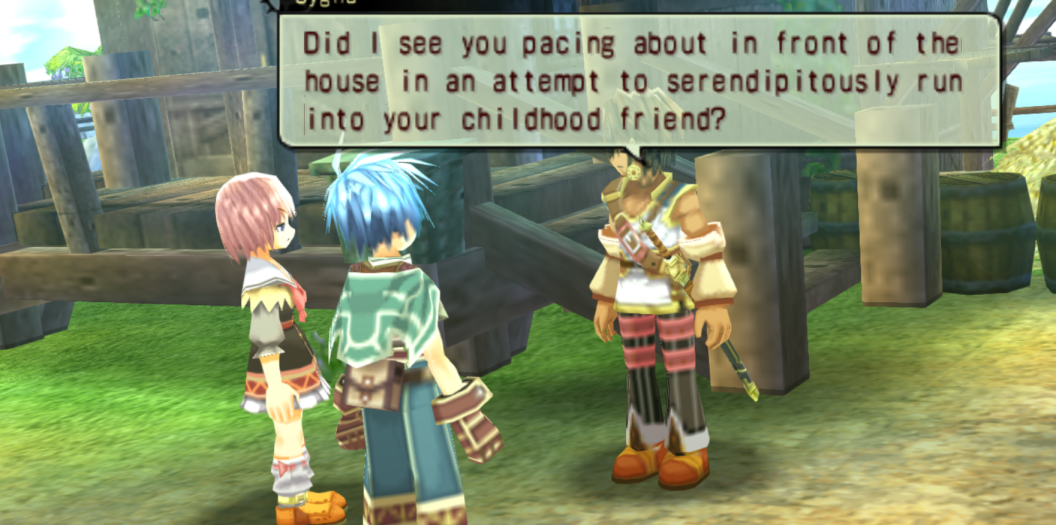 Cygna
Did I see you pacing about in front of the
house in an attempt to serendipitously run
into your childhood friend?